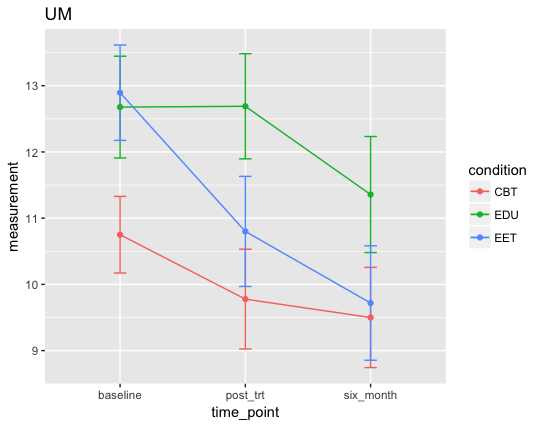 UM
measurement
13
12
11
10
9
baseline
post_trt
six_month
time_point
condition
CBT
EDU
EET